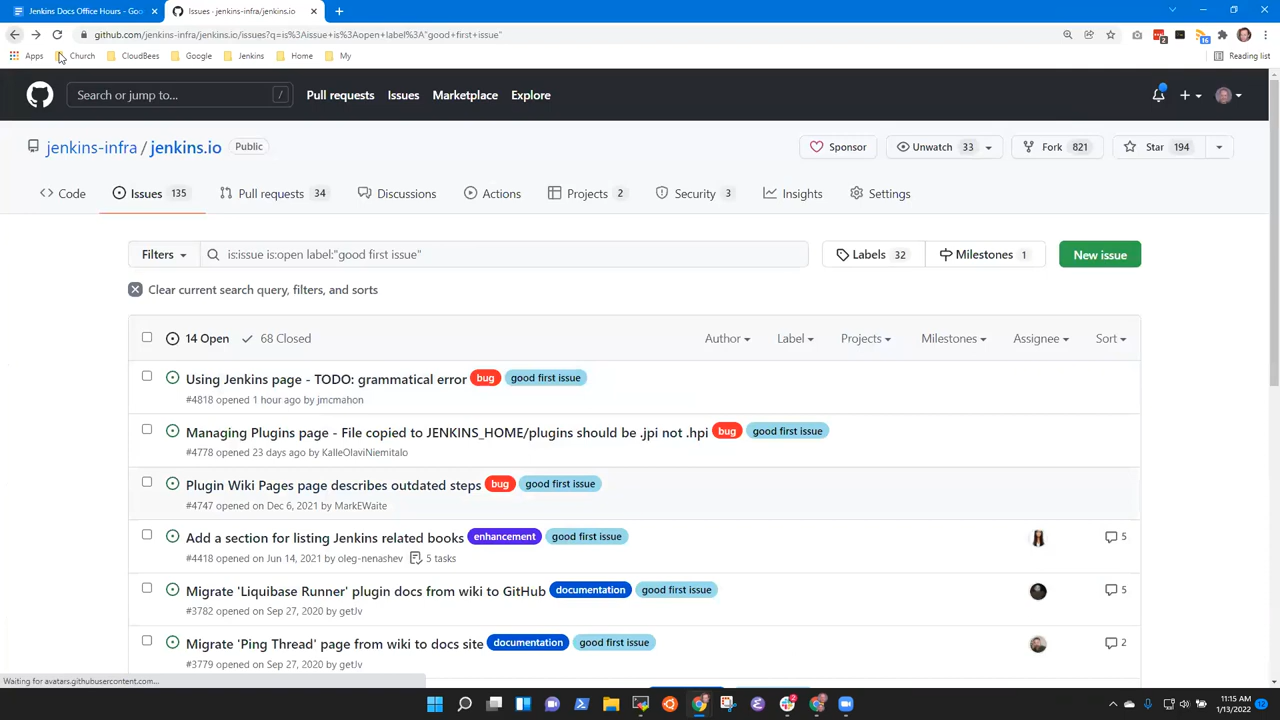 Jenkins Docs Office Hours - Goo
Issues · jenkins-infra/jenkins.io
github.com/jenkins-infra/jenkins.io/issues?q=is%3Aissue+is%3Aopen+label%3A"good+first+issue"
2
16
Apps Church CloudBees Google Jenkins Home My Reading list
Search or jump to... / Pull requests Issues Marketplace Explore
jenkins-infra / jenkins.io Public Sponsor Unwatch 33 Fork 821 Star 194
Code Issues 135 Pull requests 34 Discussions Actions Projects 2 Security 3 Insights Settings
Filters is:issue is:open label:"good first issue" Labels 32 Milestones 1 New issue
Clear current search query, filters, and sorts
14 Open 68 Closed Author Label Projects Milestones Assignee Sort
Using Jenkins page - TODO: grammatical error bug good first issue
#4818 opened 1 hour ago by jmcmahon
Managing Plugins page - File copied to JENKINS_HOME/plugins should be .jpi not .hpi bug good first issue
#4778 opened 23 days ago by KalleOlaviNiemitalo
Plugin Wiki Pages page describes outdated steps bug good first issue
#4747 opened on Dec 6, 2021 by MarkEWaite
Add a section for listing Jenkins related books enhancement good first issue 5
#4418 opened on Jun 14, 2021 by oleg-nenashev 5 tasks
Migrate 'Liquibase Runner' plugin docs from wiki to GitHub documentation good first issue 5
#3782 opened on Sep 27, 2020 by getJv
Migrate 'Ping Thread' page from wiki to docs site documentation good first issue 2
#3779 opened on Sep 27, 2020 by getJv
Waiting for avatars.githubusercontent.com...
11:15 AM
1/13/2022